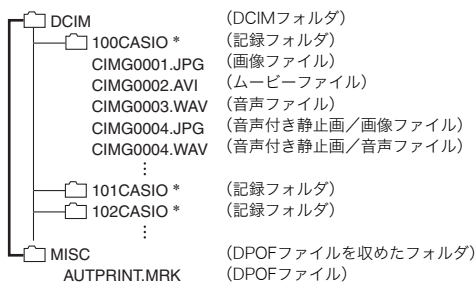 DCIM (DCIMフォルダ)
100CASIO * (記録フォルダ)
CIMG0001.JPG (画像ファイル)
CIMG0002.AVI (ムービーファイル)
CIMG0003.WAV (音声ファイル)
CIMG0004.JPG (音声付き静止画／画像ファイル)
CIMG0004.WAV (音声付き静止画／音声ファイル)
⋮
101CASIO * (記録フォルダ)
102CASIO * (記録フォルダ)
⋮
MISC (DPOFファイルを収めたフォルダ)
AUTPRINT.MRK (DPOFファイル)